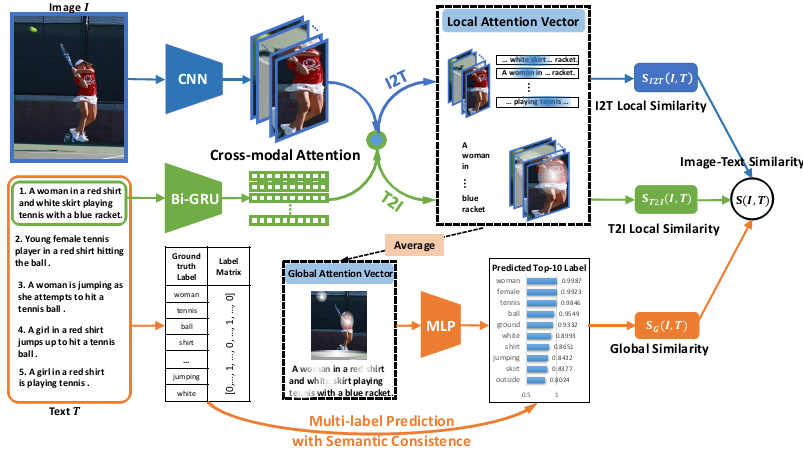 Image I
CNN
I2T
Cross-modal Attention
Bi-GRU
T2I
Local Attention Vector
... white skirt ... racket.
A woman in ... racket.
⋮
... playing tennis ...
A
woman
in
⋮
blue
racket
S_{I2T}(I, T)
I2T Local Similarity
Image-Text Similarity
S(I, T)
S_{T2I}(I, T)
T2I Local Similarity
1. A woman in a red shirt
and white skirt playing
tennis with a blue racket.
2. Young female tennis
player in a red shirt hitting
the ball .
3. A woman is jumping as
she attempts to hit a
tennis ball .
4. A girl in a red shirt
jumps up to hit a tennis
ball .
5. A girl in a red shirt
is playing tennis .
Text T
Ground
truth
Label
Label
Matrix
woman
tennis
ball
shirt
...
jumping
white
[0,..., 1, ..., 0, ..., 1, ..., 0]
Average
Global Attention Vector
A woman in a red shirt
and white skirt playing
tennis with a blue racket.
MLP
Predicted Top-10 Label
woman 0.9987
female 0.9923
tennis 0.9846
ball 0.9549
ground 0.9332
white 0.8993
shirt 0.8651
jumping 0.8432
skirt 0.8377
outside 0.8024
0.5 1
S_G(I, T)
Global Similarity
Multi-label Prediction
with Semantic Consistence